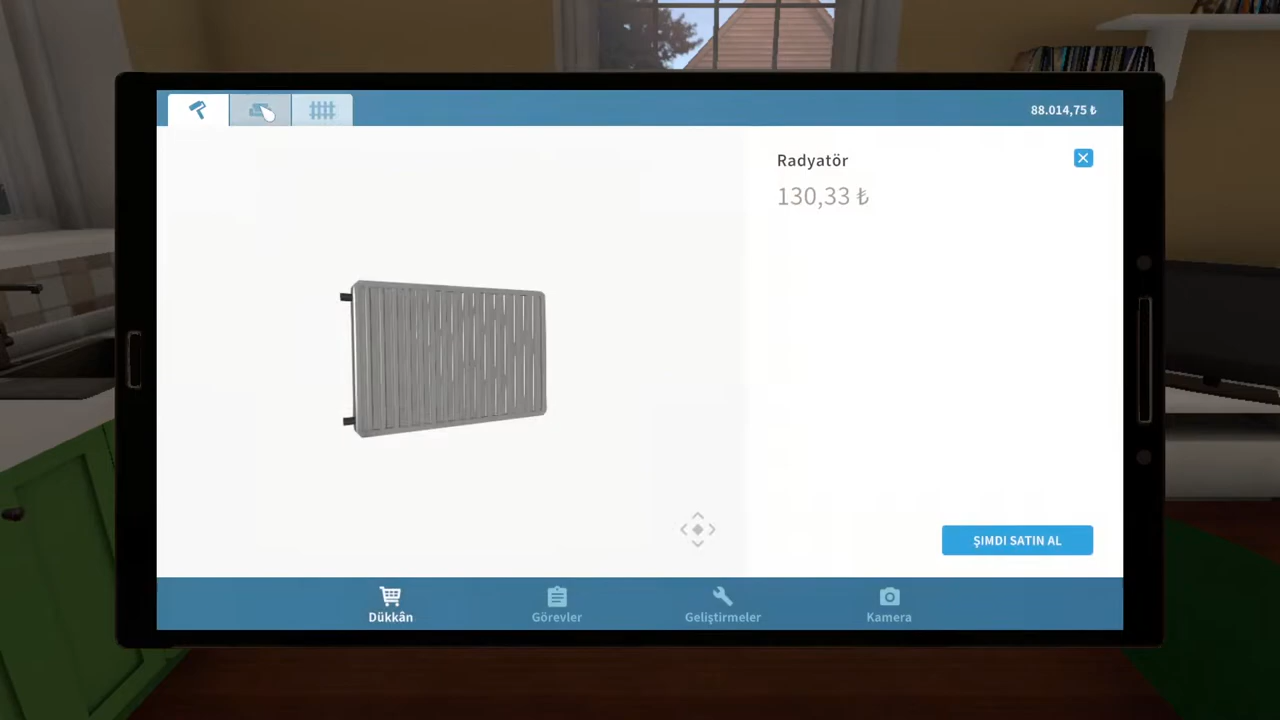 88.014,75 ₺
Radyatör
130,33 ₺
ŞIMDI SATIN AL
Dükkân
Görevler
Geliştirmeler
Kamera